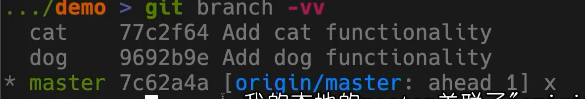 .../demo > git branch -vv
cat 77c2f64 Add cat functionality
dog 9692b9e Add dog functionality
* master 7c62a4a [origin/master: ahead 1] x